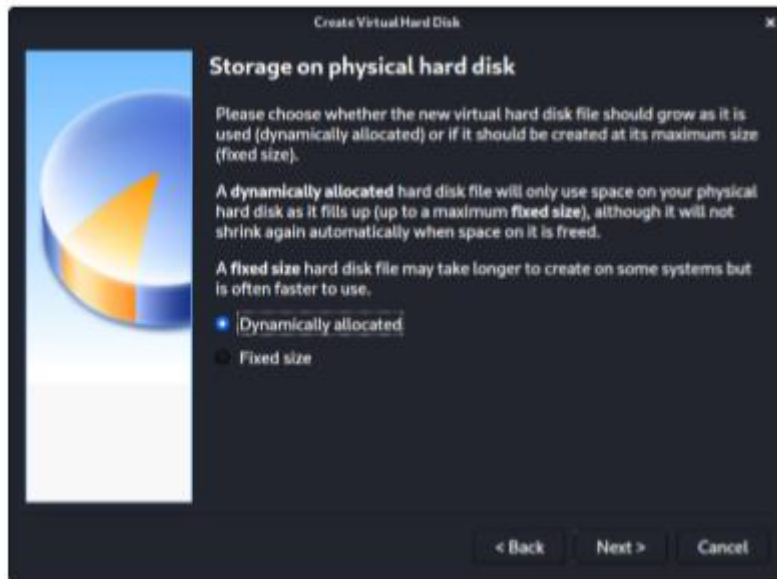 Create Virtual Hard Disk
Storage on physical hard disk
Please choose whether the new virtual hard disk file should grow as it is
used (dynamically allocated) or if it should be created at its maximum size
(fixed size).
A dynamically allocated hard disk file will only use space on your physical
hard disk as it fills up (up to a maximum fixed size), although it will not
shrink again automatically when space on it is freed.
A fixed size hard disk file may take longer to create on some systems but
is often faster to use.
Dynamically allocated
Fixed size
< Back Next > Cancel